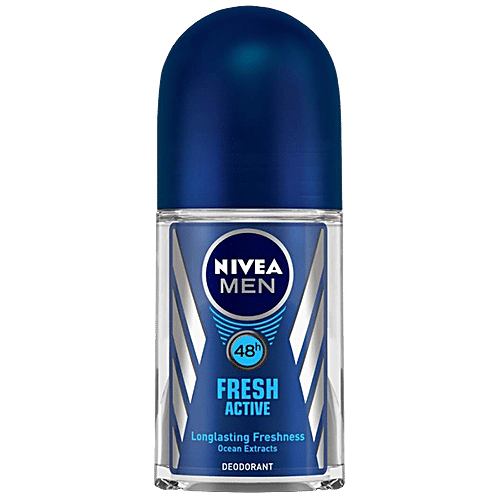 NIVEA
MEN
48h
FRESH
ACTIVE
Longlasting Freshness
Ocean Extracts
DEODORANT